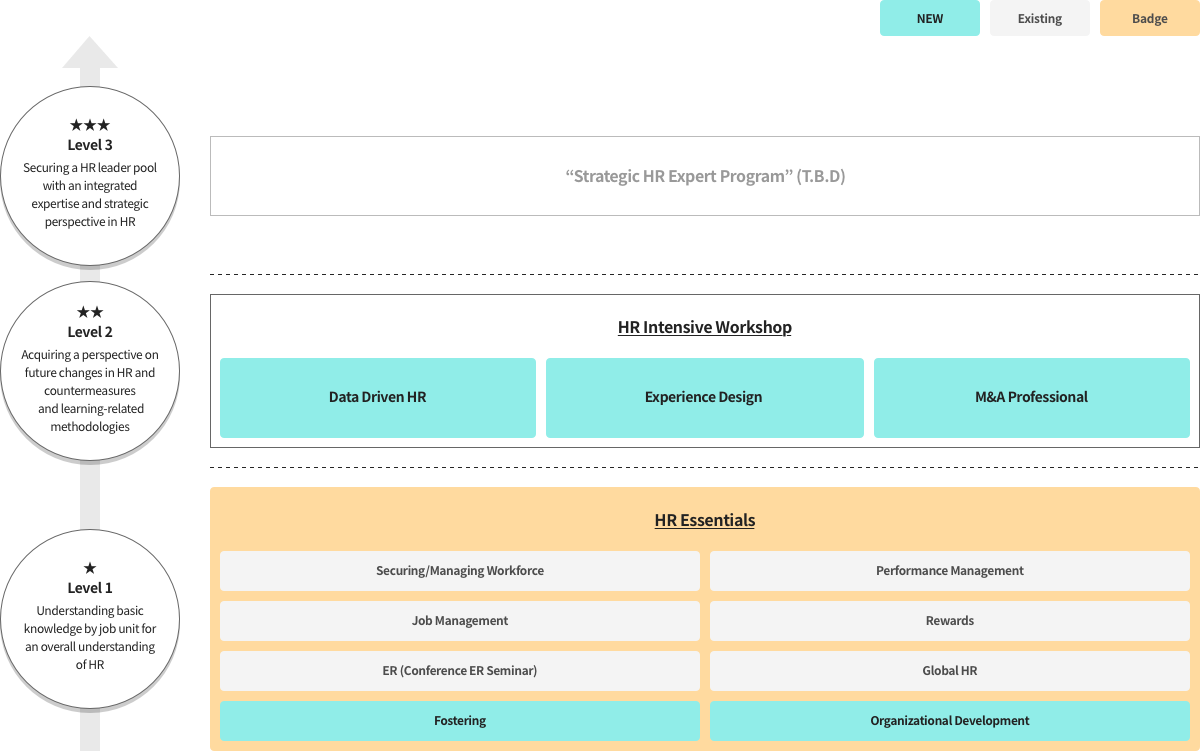 NEW
Existing
Badge
★★★
Level 3
Securing a HR leader pool
with an integrated
expertise and strategic
perspective in HR
“Strategic HR Expert Program” (T.B.D)
★★
Level 2
Acquiring a perspective on
future changes in HR and
countermeasures
and learning-related
methodologies
HR Intensive Workshop
Data Driven HR
Experience Design
M&A Professional
★
Level 1
Understanding basic
knowledge by job unit for
an overall understanding
of HR
HR Essentials
Securing/Managing Workforce
Performance Management
Job Management
Rewards
ER (Conference ER Seminar)
Global HR
Fostering
Organizational Development